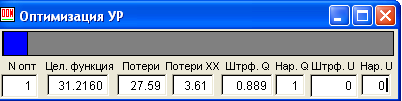 Оптимизация УР
N опт Цел. функция Потери Потери XX Штрф. Q Нар. Q Штрф. U Нар. U
1 31.2160 27.59 3.61 0.889 1 0 0